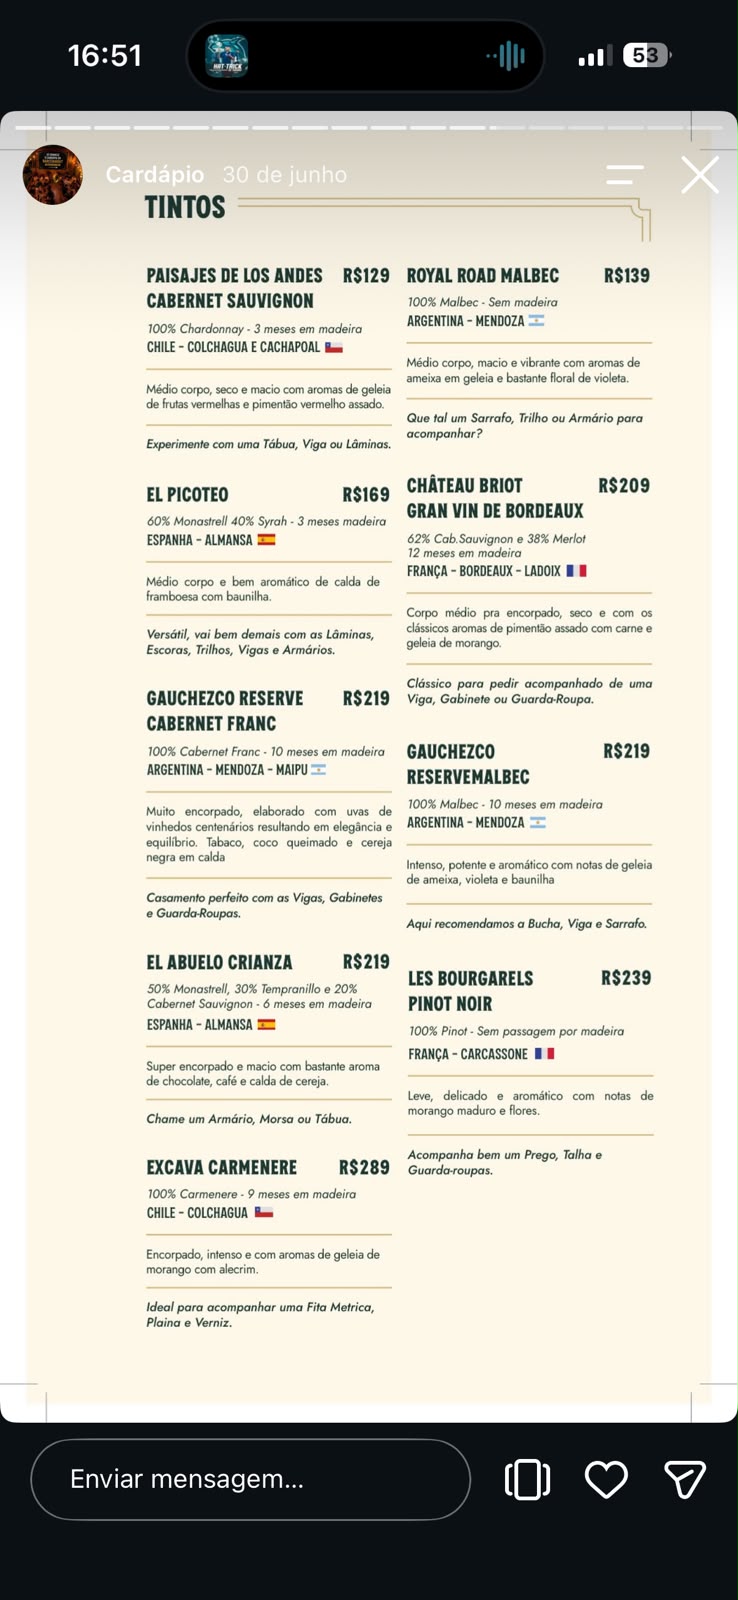 16:51
HAT-TRICK
53
Cardápio 30 de junho
TINTOS
PAISAJES DE LOS ANDES R$129
CABERNET SAUVIGNON
100% Chardonnay - 3 meses em madeira
CHILE - COLCHAGUA E CACHAPOAL
Médio corpo, seco e macio com aromas de geleia
de frutas vermelhas e pimentão vermelho assado.
Experimente com uma Tábua, Viga ou Lâminas.
EL PICOTEO R$169
60% Monastrell 40% Syrah - 3 meses madeira
ESPANHA - ALMANSA
Médio corpo e bem aromático de calda de
framboesa com baunilha.
Versátil, vai bem demais com as Lâminas,
Escoras, Trilhos, Vigas e Armários.
GAUCHEZCO RESERVE R$219
CABERNET FRANC
100% Cabernet Franc - 10 meses em madeira
ARGENTINA - MENDOZA - MAIPU
Muito encorpado, elaborado com uvas de
vinhedos centenários resultando em elegância e
equilíbrio. Tabaco, coco queimado e cereja
negra em calda
Casamento perfeito com as Vigas, Gabinetes
e Guarda-Roupas.
EL ABUELO CRIANZA R$219
50% Monastrell, 30% Tempranillo e 20%
Cabernet Sauvignon - 6 meses em madeira
ESPANHA - ALMANSA
Super encorpado e macio com bastante aroma
de chocolate, café e calda de cereja.
Chame um Armário, Morsa ou Tábua.
EXCAVA CARMENERE R$289
100% Carmenere - 9 meses em madeira
CHILE - COLCHAGUA
Encorpado, intenso e com aromas de geleia de
morango com alecrim.
Ideal para acompanhar uma Fita Metrica,
Plaina e Verniz.
ROYAL ROAD MALBEC R$139
100% Malbec - Sem madeira
ARGENTINA - MENDOZA
Médio corpo, macio e vibrante com aromas de
ameixa em geleia e bastante floral de violeta.
Que tal um Sarrafo, Trilho ou Armário para
acompanhar?
CHÂTEAU BRIOT R$209
GRAN VIN DE BORDEAUX
62% Cab.Sauvignon e 38% Merlot
12 meses em madeira
FRANÇA - BORDEAUX - LADOIX
Corpo médio pra encorpado, seco e com os
clássicos aromas de pimentão assado com carne e
geleia de morango.
Clássico para pedir acompanhado de uma
Viga, Gabinete ou Guarda-Roupa.
GAUCHEZCO R$219
RESERVEMALBEC
100% Malbec - 10 meses em madeira
ARGENTINA - MENDOZA
Intenso, potente e aromático com notas de geleia
de ameixa, violeta e baunilha
Aqui recomendamos a Bucha, Viga e Sarrafo.
LES BOURGARELS R$239
PINOT NOIR
100% Pinot - Sem passagem por madeira
FRANÇA - CARCASSONE
Leve, delicado e aromático com notas de
morango maduro e flores.
Acompanha bem um Prego, Talha e
Guarda-roupas.
Enviar mensagem...